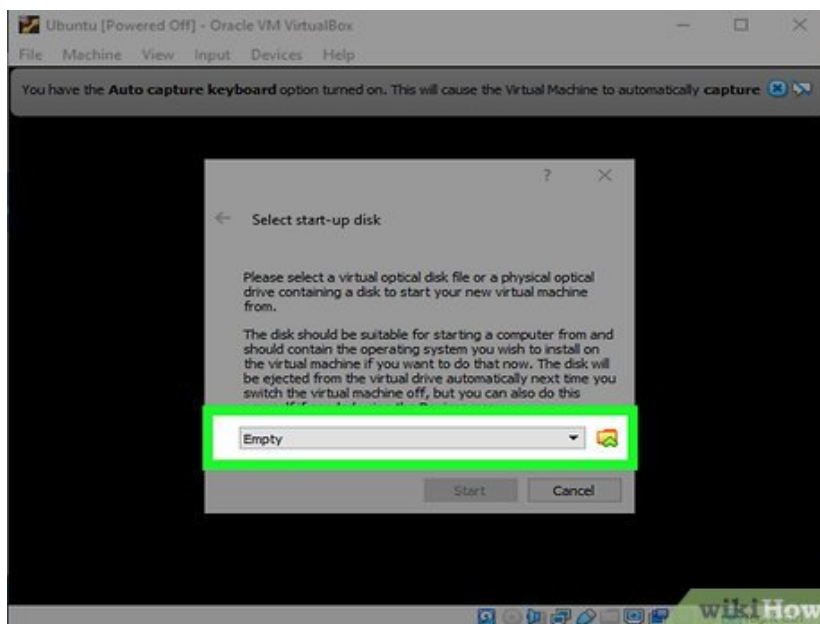 Ubuntu [Powered Off] - Oracle VM VirtualBox
File Machine View Input Devices Help
You have the Auto capture keyboard option turned on. This will cause the Virtual Machine to automatically capture
?
Select start-up disk
Please select a virtual optical disk file or a physical optical
drive containing a disk to start your new virtual machine
from.
The disk should be suitable for starting a computer from and
should contain the operating system you wish to install on
the virtual machine if you want to do that now. The disk will
be ejected from the virtual drive automatically next time you
switch the virtual machine off, but you can also do this
Empty
Start Cancel
wikiHow